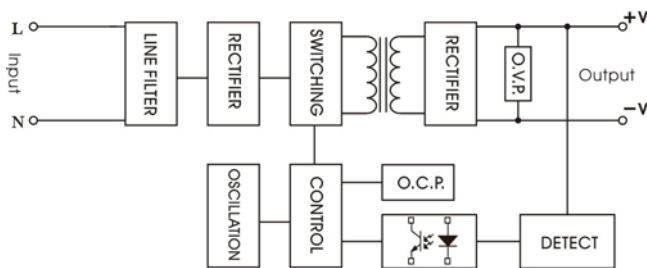 L
Input
N
LINE FILTER
RECTIFIER
SWITCHING
RECTIFIER
O.V.P.
+V
Output
-V
OSCILLATION
CONTROL
O.C.P.
DETECT